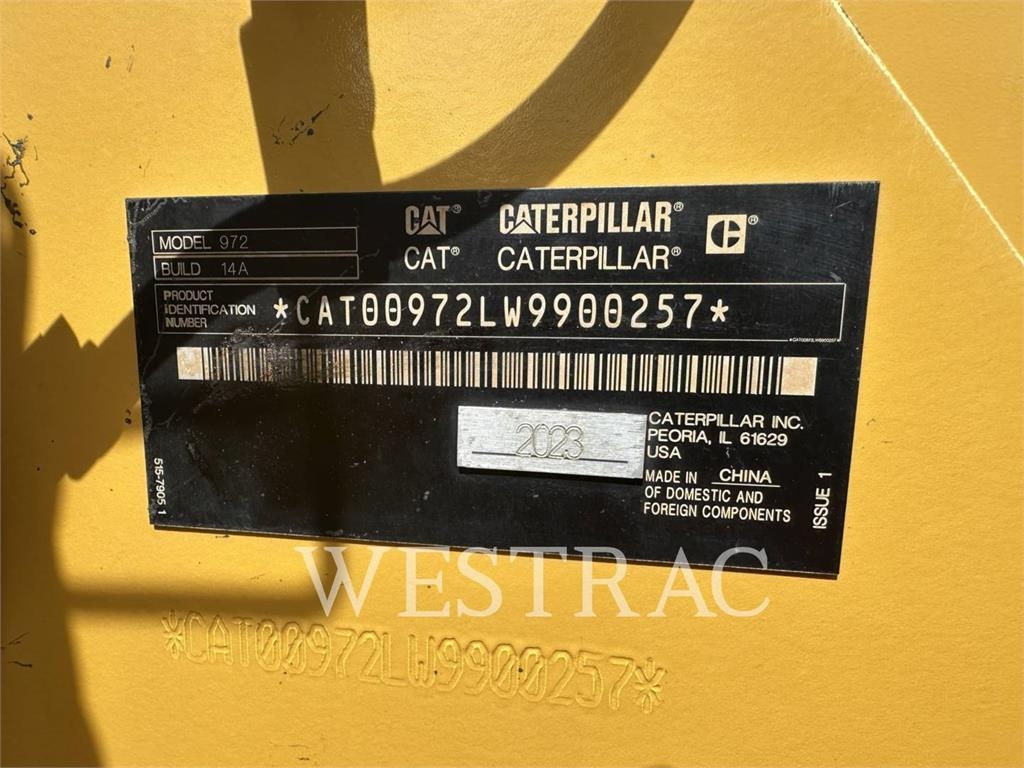 CAT® CATERPILLAR® C®
CAT® CATERPILLAR®
MODEL 972
BUILD 14A
PRODUCT
IDENTIFICATION
NUMBER
*CAT00972LW9900257*
*CAT00972LW9900257*
2023
CATERPILLAR INC.
PEORIA, IL 61629
USA
MADE IN CHINA
OF DOMESTIC AND
FOREIGN COMPONENTS
515-7905 1
ISSUE 1
WESTRAC
*CAT00972LW9900257*